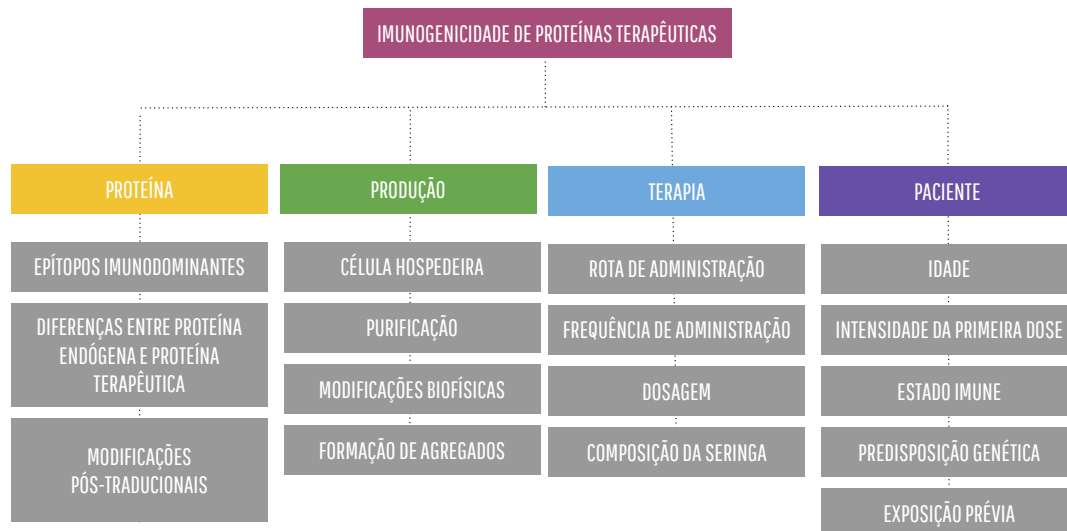 IMUNOGENICIDADE DE PROTEÍNAS TERAPÊUTICAS
PROTEÍNA
EPÍTOPOS IMUNODOMINANTES
DIFERENÇAS ENTRE PROTEÍNA
ENDÓGENA E PROTEÍNA
TERAPÊUTICA
MODIFICAÇÕES
PÓS-TRADUCIONAIS
PRODUÇÃO
CÉLULA HOSPEDEIRA
PURIFICAÇÃO
MODIFICAÇÕES BIOFÍSICAS
FORMAÇÃO DE AGREGADOS
TERAPIA
ROTA DE ADMINISTRAÇÃO
FREQUÊNCIA DE ADMINISTRAÇÃO
DOSAGEM
COMPOSIÇÃO DA SERINGA
PACIENTE
IDADE
INTENSIDADE DA PRIMEIRA DOSE
ESTADO IMUNE
PREDISPOSIÇÃO GENÉTICA
EXPOSIÇÃO PRÉVIA